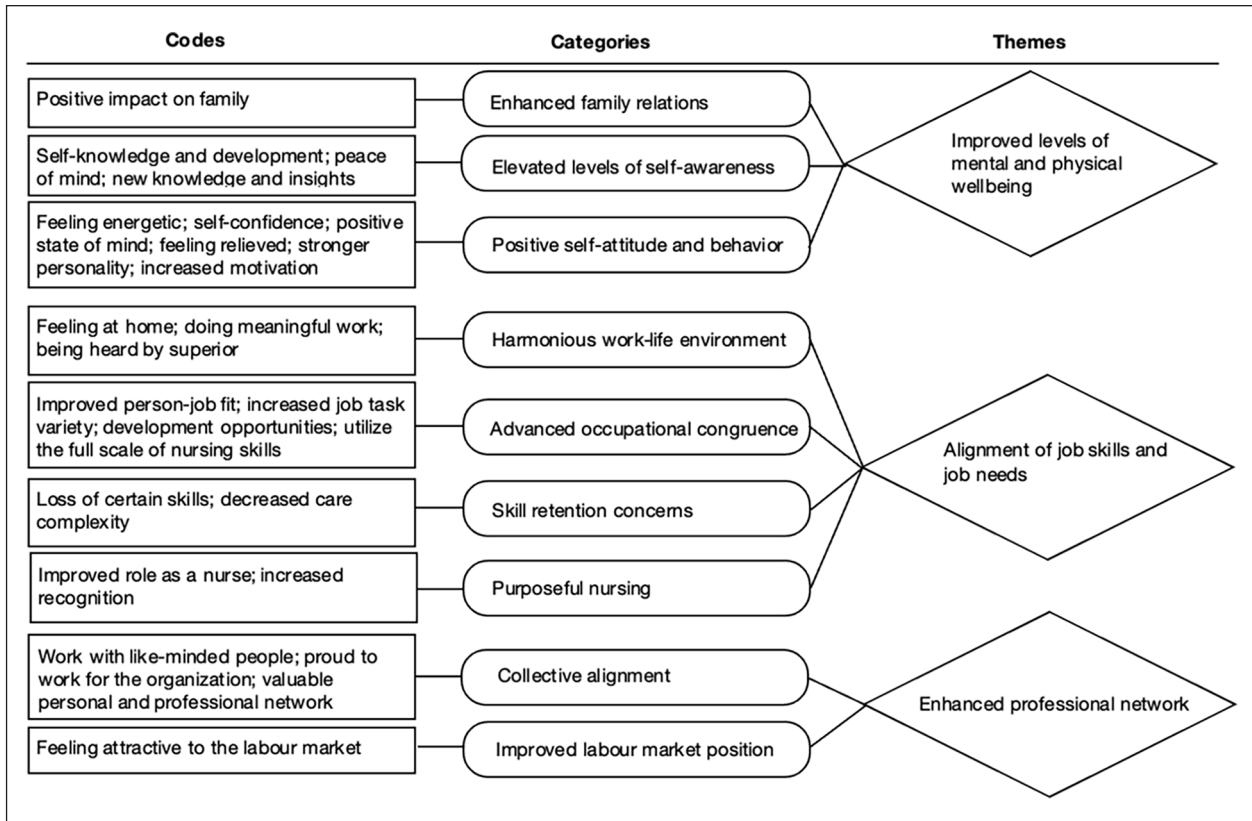 Codes
Categories
Themes
Positive impact on family
Enhanced family relations
Self-knowledge and development; peace
of mind; new knowledge and insights
Elevated levels of self-awareness
Feeling energetic; self-confidence; positive
state of mind; feeling relieved; stronger
personality; increased motivation
Positive self-attitude and behavior
Improved levels of
mental and physical
wellbeing
Feeling at home; doing meaningful work;
being heard by superior
Harmonious work-life environment
Improved person-job fit; increased job task
variety; development opportunities; utilize
the full scale of nursing skills
Advanced occupational congruence
Loss of certain skills; decreased care
complexity
Skill retention concerns
Improved role as a nurse; increased
recognition
Purposeful nursing
Alignment of job skills and
job needs
Work with like-minded people; proud to
work for the organization; valuable
personal and professional network
Collective alignment
Feeling attractive to the labour market
Improved labour market position
Enhanced professional network